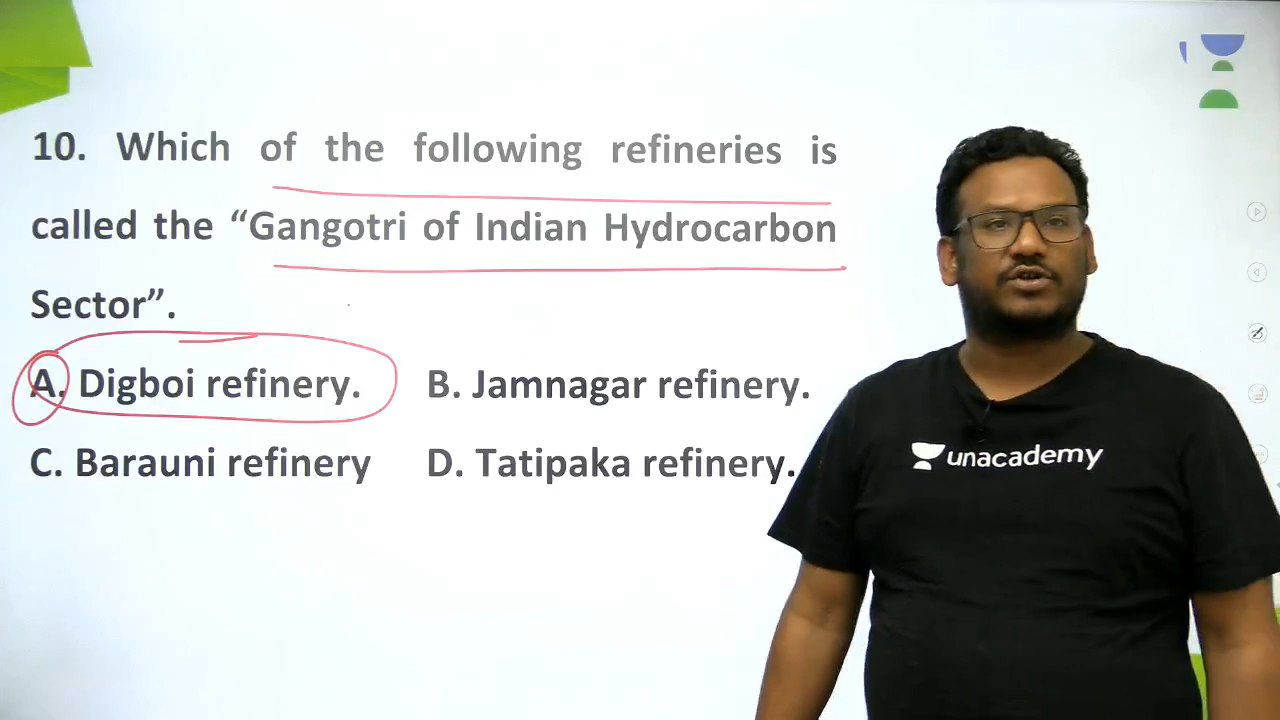 10. Which of the following refineries is
called the “Gangotri of Indian Hydrocarbon
Sector”.
A. Digboi refinery. B. Jamnagar refinery.
C. Barauni refinery D. Tatipaka refinery.
unacademy